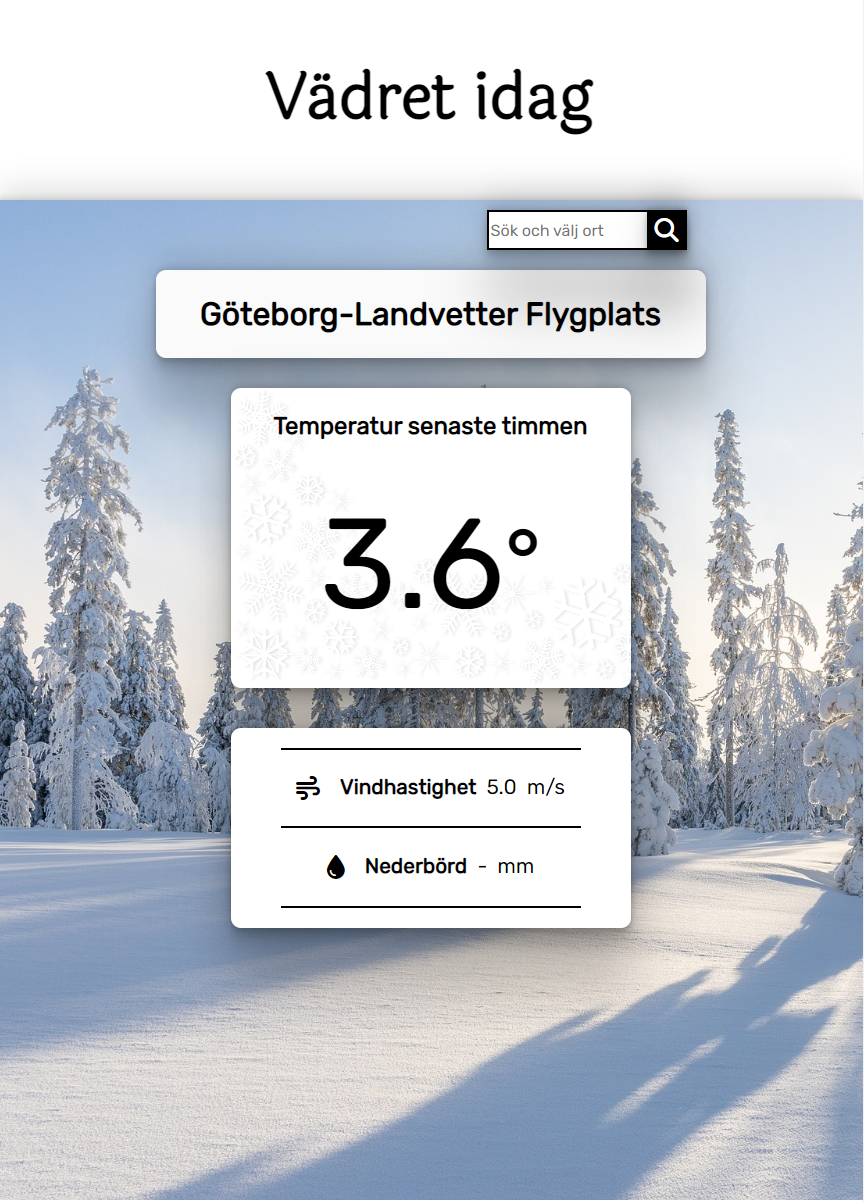 Vädret idag
Sök och välj ort
Göteborg-Landvetter Flygplats
Temperatur senaste timmen
3.6°
Vindhastighet 5.0 m/s
Nederbörd - mm